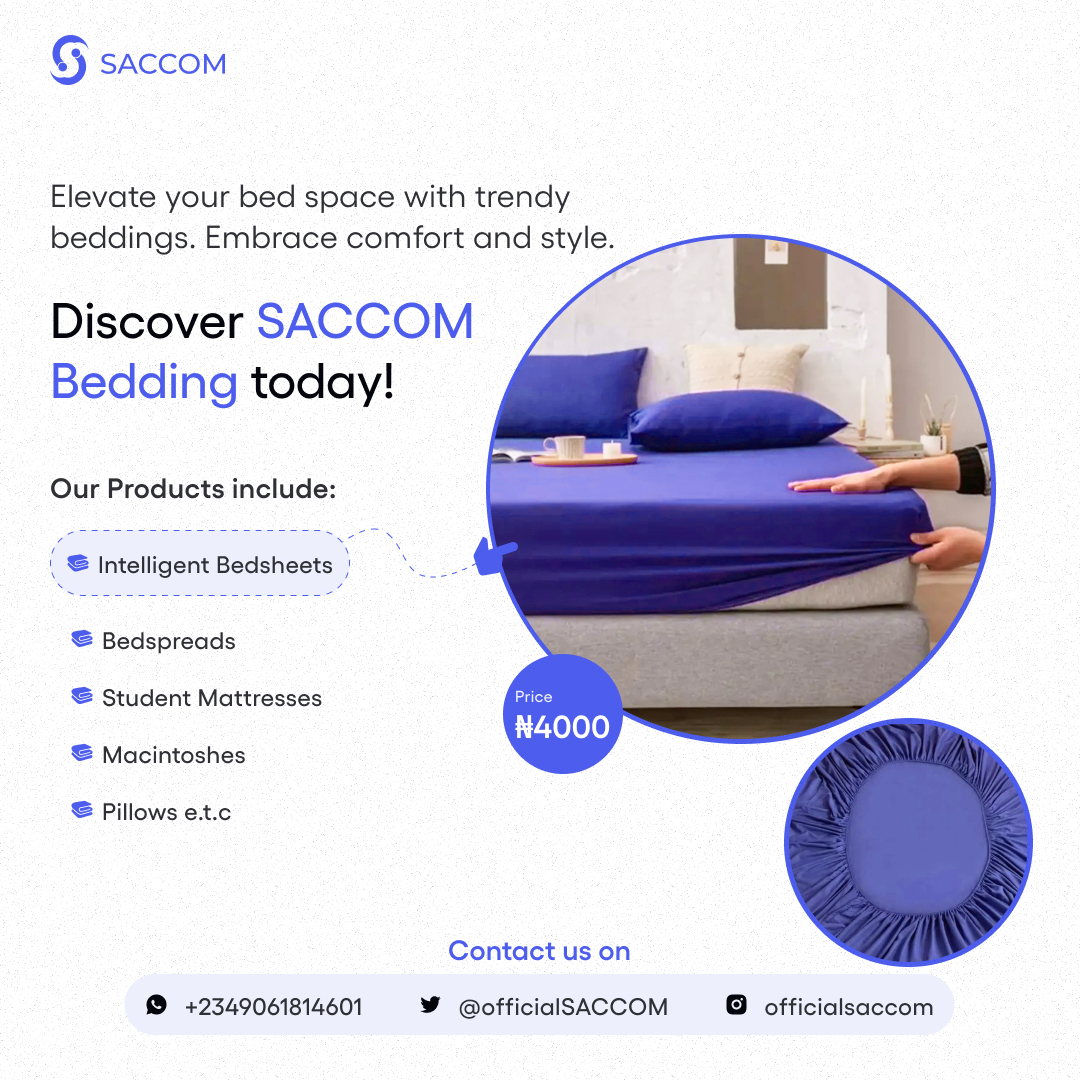 SACCOM
Elevate your bed space with trendy
beddings. Embrace comfort and style.
Discover SACCOM
Bedding today!
Our Products include:
Intelligent Bedsheets
Bedspreads
Student Mattresses
Macintoshes
Pillows e.t.c
Price
₦4000
Contact us on
+2349061814601
@officialSACCOM
officialsaccom